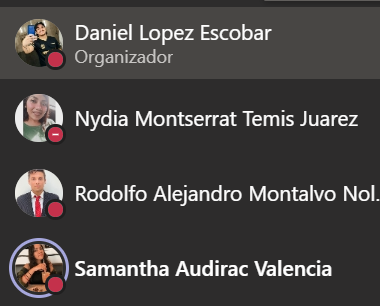 Daniel Lopez Escobar
Organizador
Nydia Montserrat Temis Juarez
Rodolfo Alejandro Montalvo Nol.
Samantha Audirac Valencia